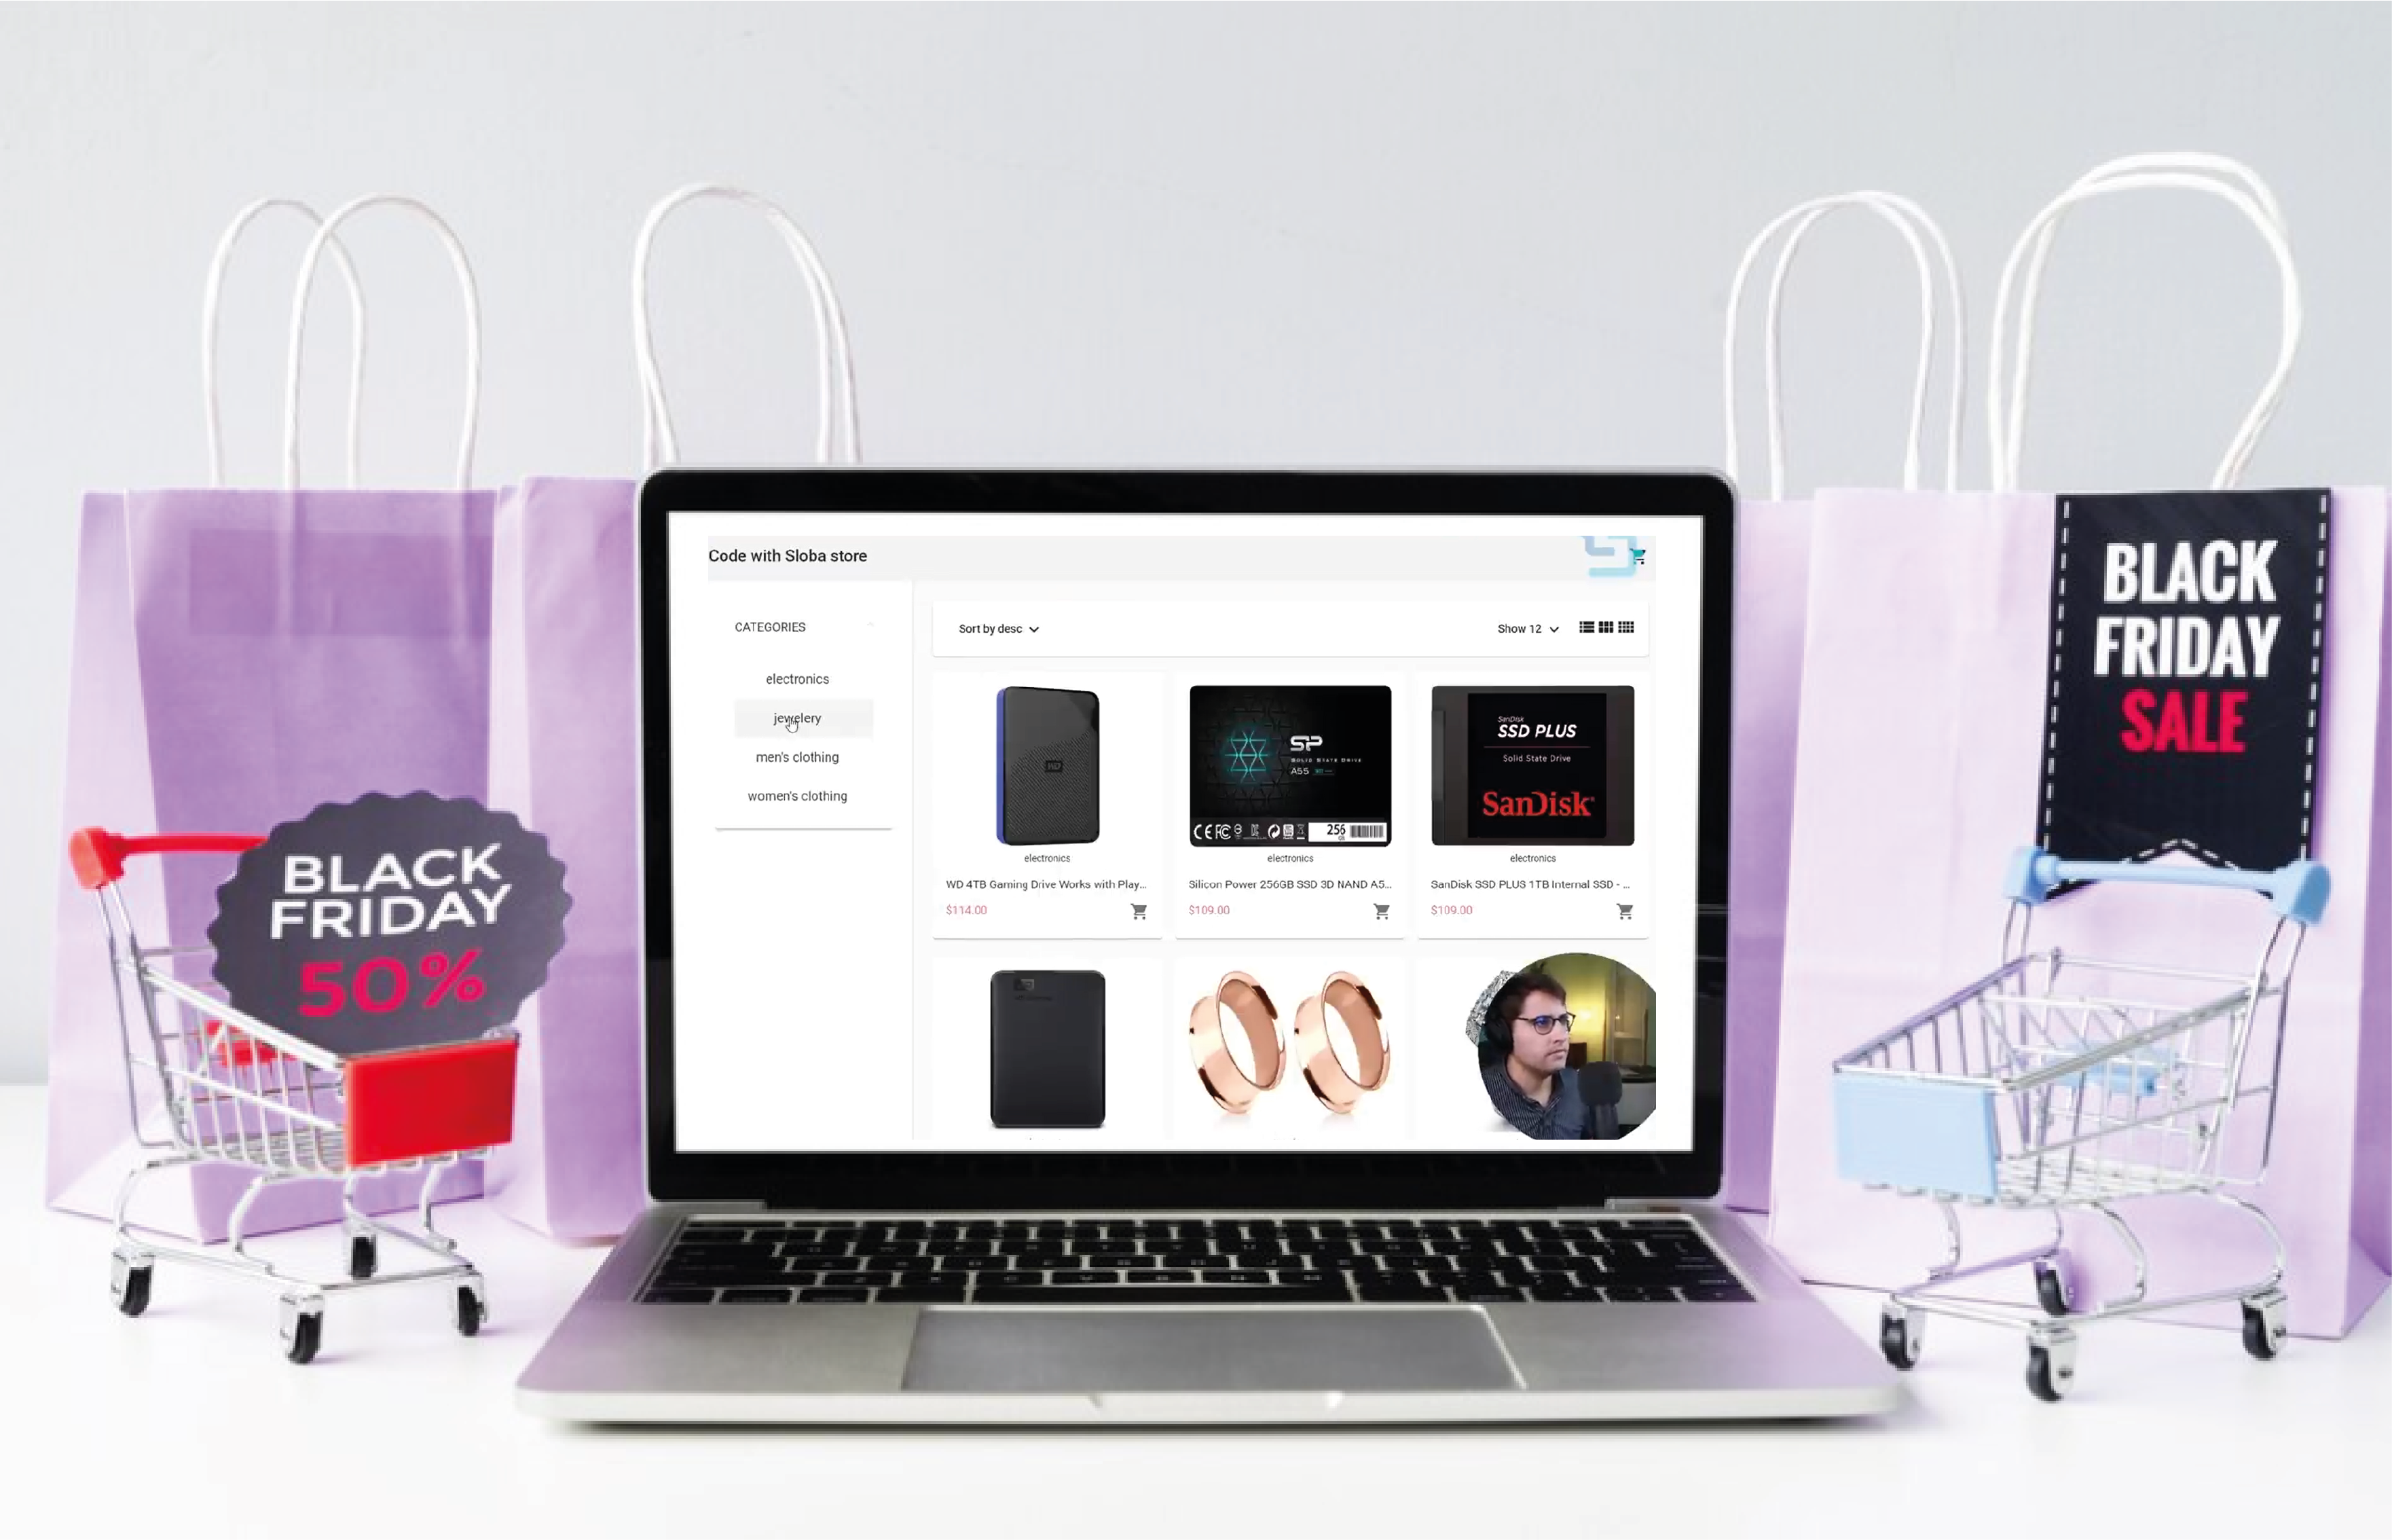 Code with Sloba store
CATEGORIES
electronics
jewelery
men's clothing
women's clothing
Sort by desc
Show 12
SP
SOLID STATE DRIVE
A55
256
SanDisk
SSD PLUS
Solid State Drive
SanDisk
electronics
electronics
electronics
WD 4TB Gaming Drive Works with Play...
Silicon Power 256GB SSD 3D NAND A5...
SanDisk SSD PLUS 1TB Internal SSD - ...
$114.00
$109.00
$109.00
BLACK
FRIDAY
50%
BLACK
FRIDAY
SALE